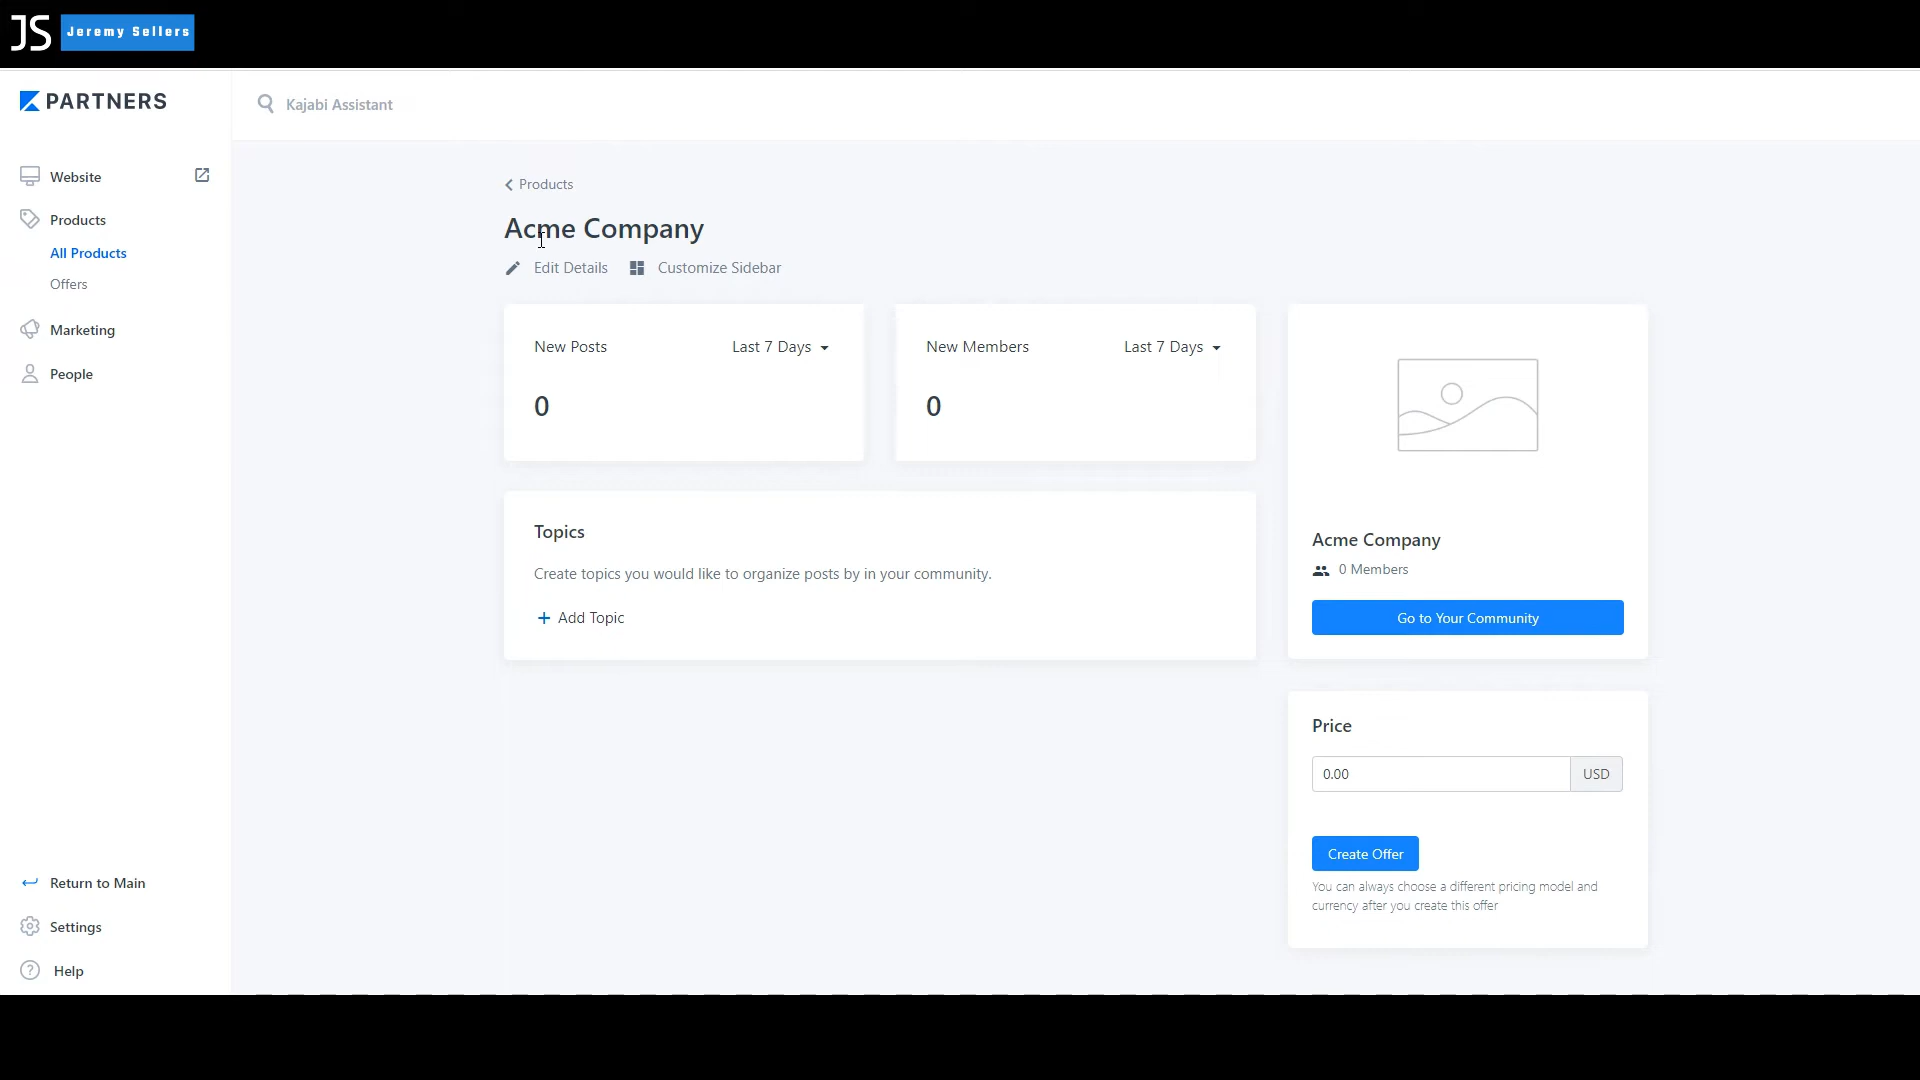 JS Jeremy Sellers
PARTNERS
Kajabi Assistant
Website
Products
All Products
Offers
Marketing
People
Return to Main
Settings
? Help
Products
Acme Company
Edit Details Customize Sidebar
New Posts Last 7 Days
0
New Members Last 7 Days
0
Topics
Create topics you would like to organize posts by in your community.
+ Add Topic
Acme Company
0 Members
Go to Your Community
Price
0.00 USD
Create Offer
You can always choose a different pricing model and
currency after you create this offer